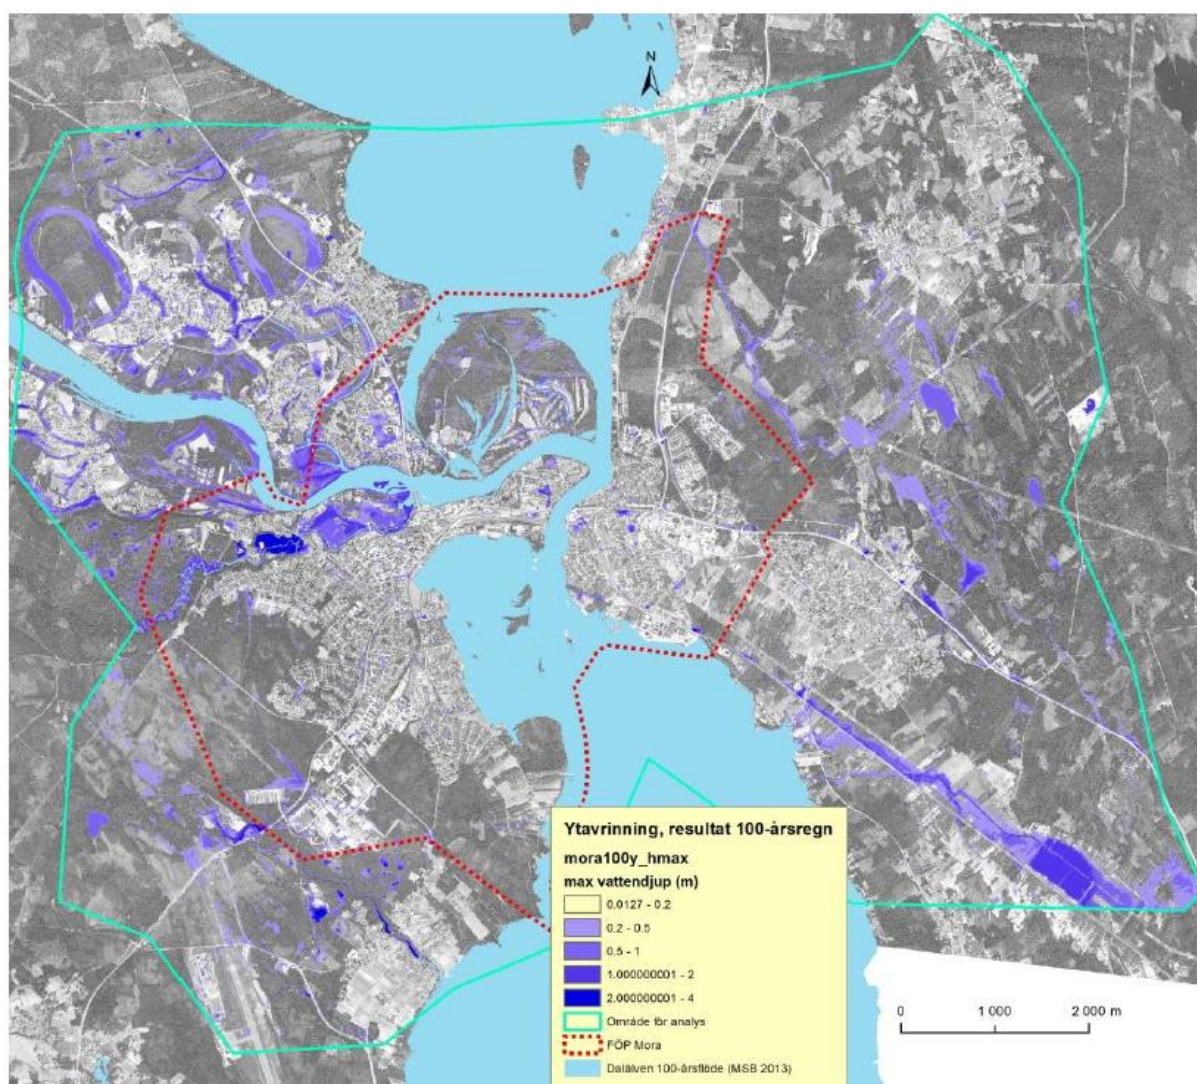 N
Ytavrinning, resultat 100-årsregn
mora100y_hmax
max vattendjup (m)
0.0127 - 0.2
0.2 - 0.5
0.5 - 1
1.000000001 - 2
2.000000001 - 4
Område för analys
FÖP Mora
Dalälven 100-årsflöde (MSB 2013)
0 1 000 2 000 m